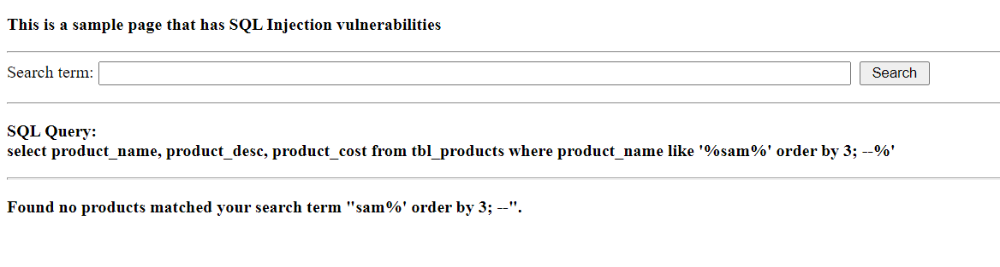 This is a sample page that has SQL Injection vulnerabilities
Search term:
Search
SQL Query:
select product_name, product_desc, product_cost from tbl_products where product_name like '%sam%' order by 3; --%'
Found no products matched your search term "sam%' order by 3; --".